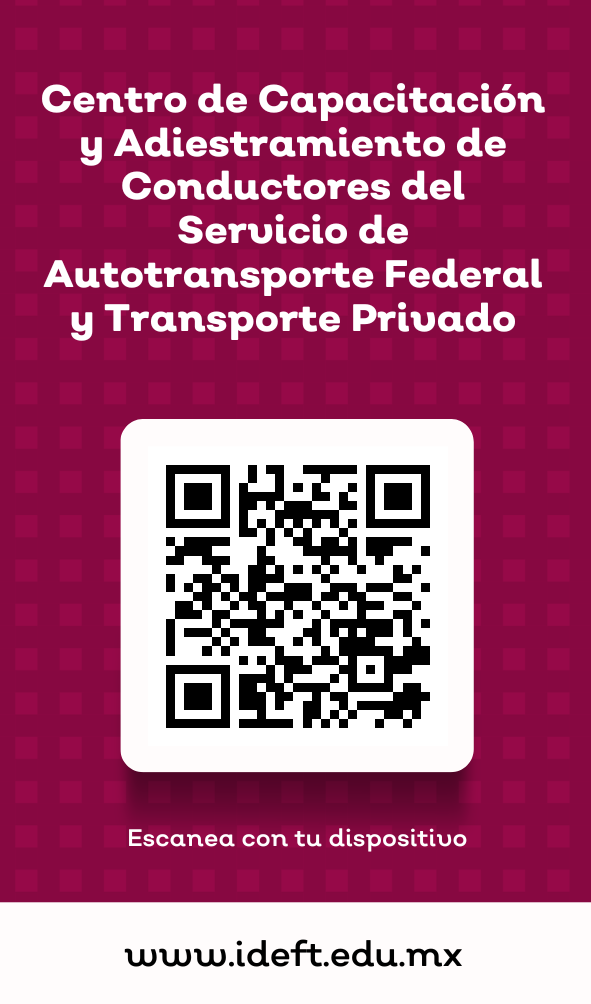 Centro de Capacitación
y Adiestramiento de
Conductores del
Servicio de
Autotransporte Federal
y Transporte Privado
Escanea con tu dispositivo
www.ideft.edu.mx